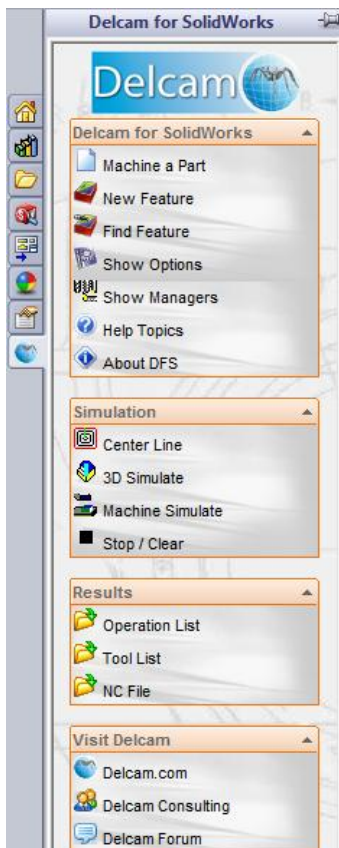 Delcam for SolidWorks
Delcam
Delcam for SolidWorks
Machine a Part
New Feature
Find Feature
Show Options
Show Managers
Help Topics
About DFS
Simulation
Center Line
3D Simulate
Machine Simulate
Stop / Clear
Results
Operation List
Tool List
NC File
Visit Delcam
Delcam.com
Delcam Consulting
Delcam Forum